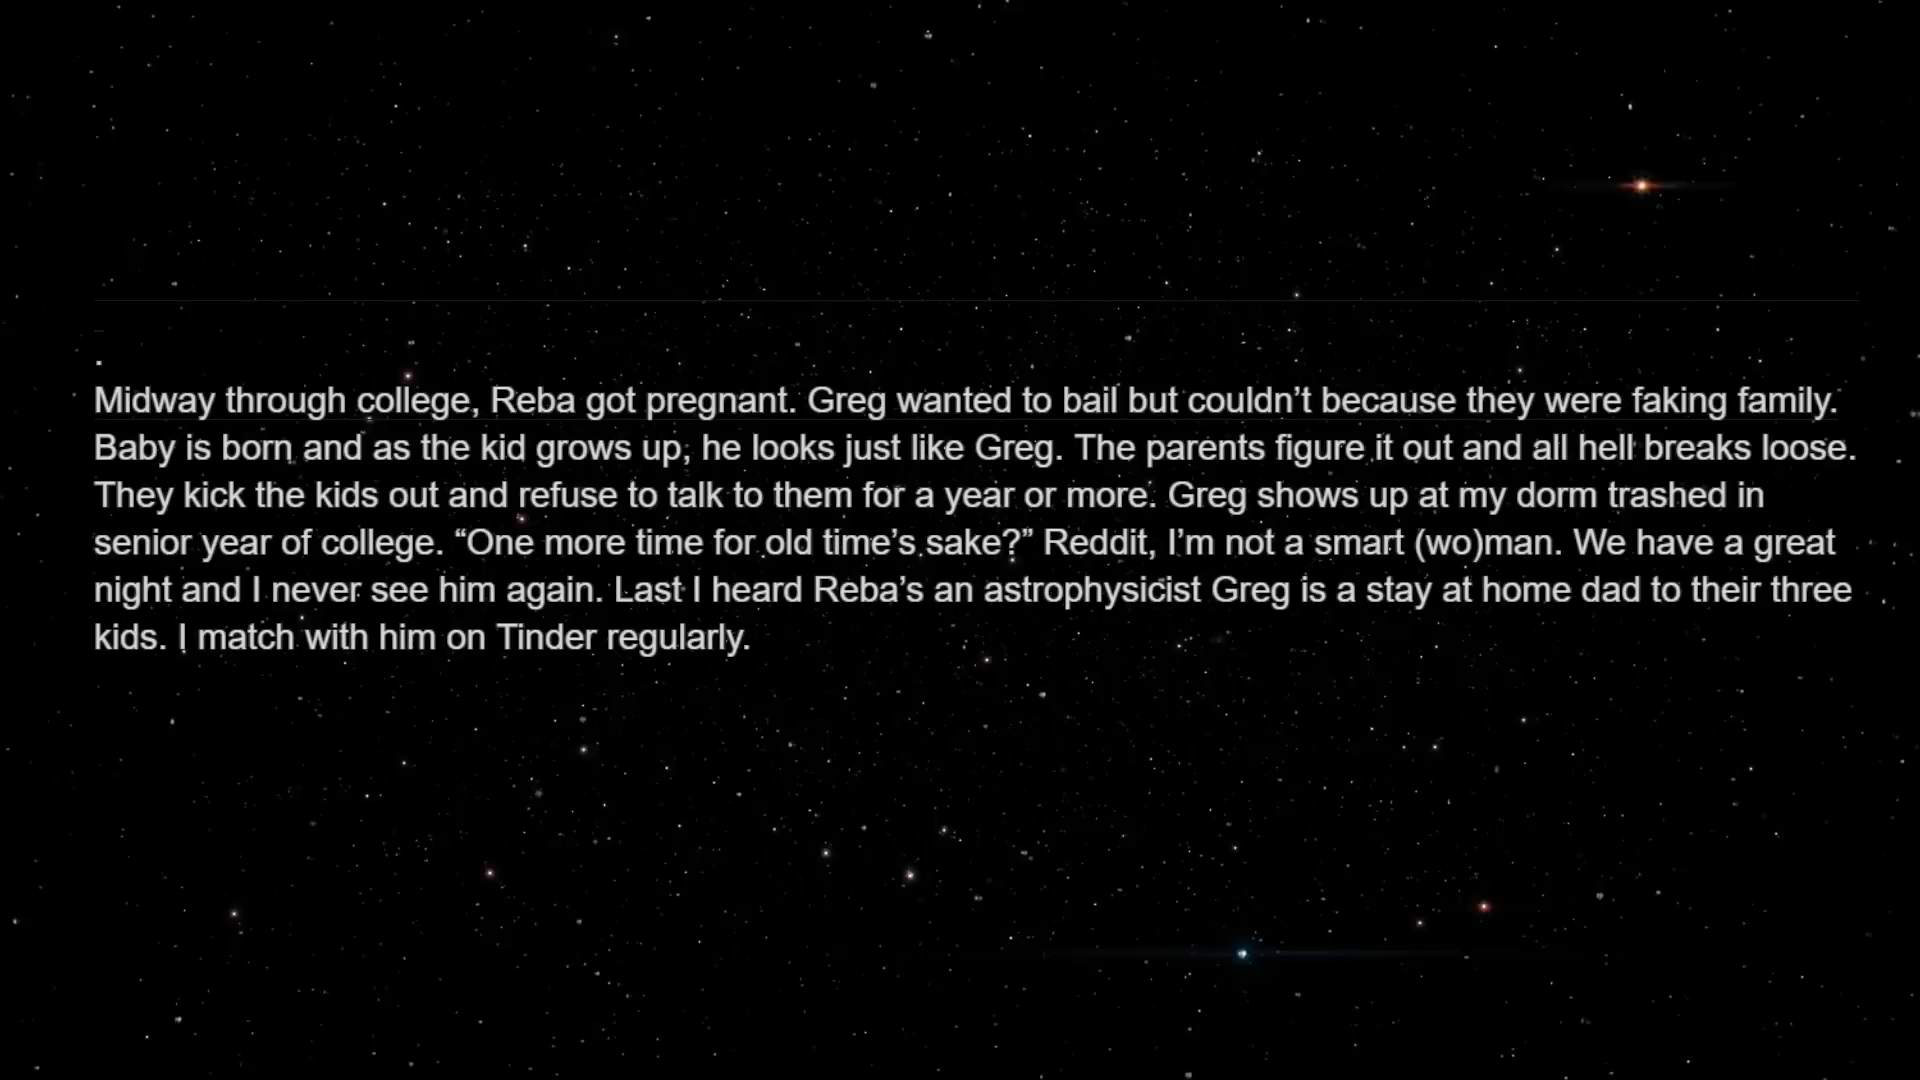 .
Midway through college, Reba got pregnant. Greg wanted to bail but couldn’t because they were faking family.
Baby is born and as the kid grows up, he looks just like Greg. The parents figure it out and all hell breaks loose.
They kick the kids out and refuse to talk to them for a year or more. Greg shows up at my dorm trashed in
senior year of college. “One more time for old time’s sake?” Reddit, I’m not a smart (wo)man. We have a great
night and I never see him again. Last I heard Reba’s an astrophysicist Greg is a stay at home dad to their three
kids. I match with him on Tinder regularly.